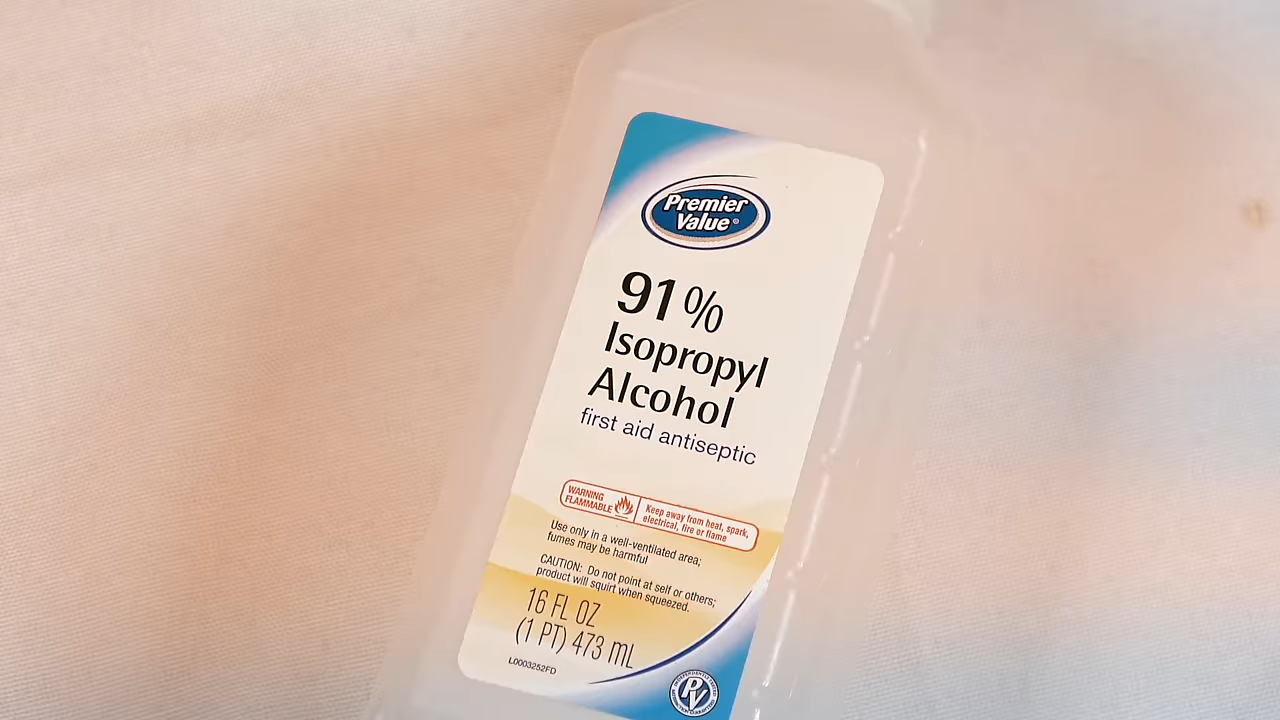 Premier
Value®
91%
Isopropyl
Alcohol
first aid antiseptic
WARNING
FLAMMABLE
Keep away from heat, spark,
electrical, fire or flame
Use only in a well-ventilated area;
fumes may be harmful
CAUTION: Do not point at self or others;
product will squirt when squeezed.
16 FL OZ
(1 PT) 473 mL
L0003252FD
PV